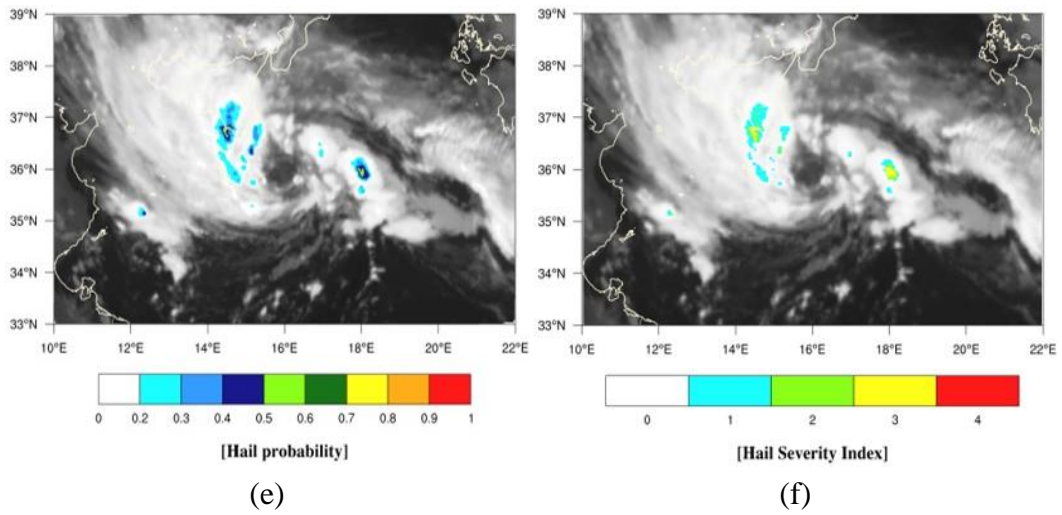 39°N
38°N
37°N
36°N
35°N
34°N
33°N
10°E 12°E 14°E 16°E 18°E 20°E 22°E
0 0.2 0.3 0.4 0.5 0.6 0.7 0.8 0.9 1
[Hail probability]
(e)
39°N
38°N
37°N
36°N
35°N
34°N
33°N
10°E 12°E 14°E 16°E 18°E 20°E 22°E
0 1 2 3 4
[Hail Severity Index]
(f)